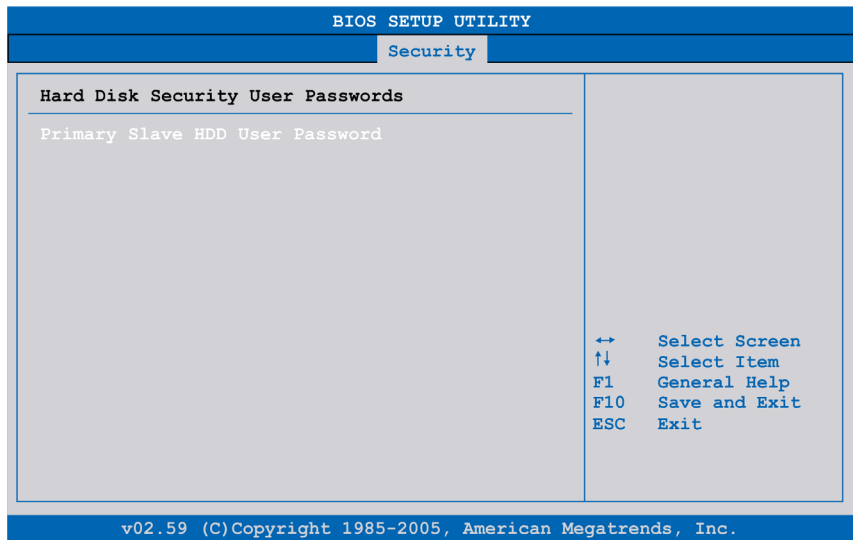 BIOS SETUP UTILITY
Security
Hard Disk Security User Passwords
Primary Slave HDD User Password
↔ Select Screen
↑↓ Select Item
F1 General Help
F10 Save and Exit
ESC Exit
v02.59 (C)Copyright 1985-2005, American Megatrends, Inc.